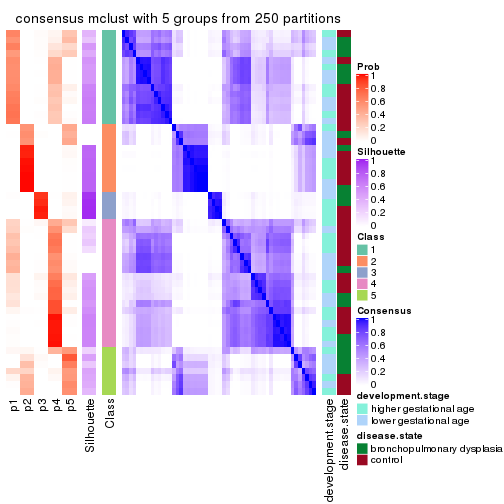 consensus mclust with 5 groups from 250 partitions
Prob
1
0.8
0.6
0.4
0.2
0
Silhouette
1
0.8
0.6
0.4
0.2
0
Class
1
2
3
4
5
Consensus
1
0.8
0.6
0.4
0.2
0
development.stage
higher gestational age
lower gestational age
disease.state
bronchopulmonary dysplasia
control
p1
p2
p3
p4
p5
Silhouette
Class
development.stage
disease.state